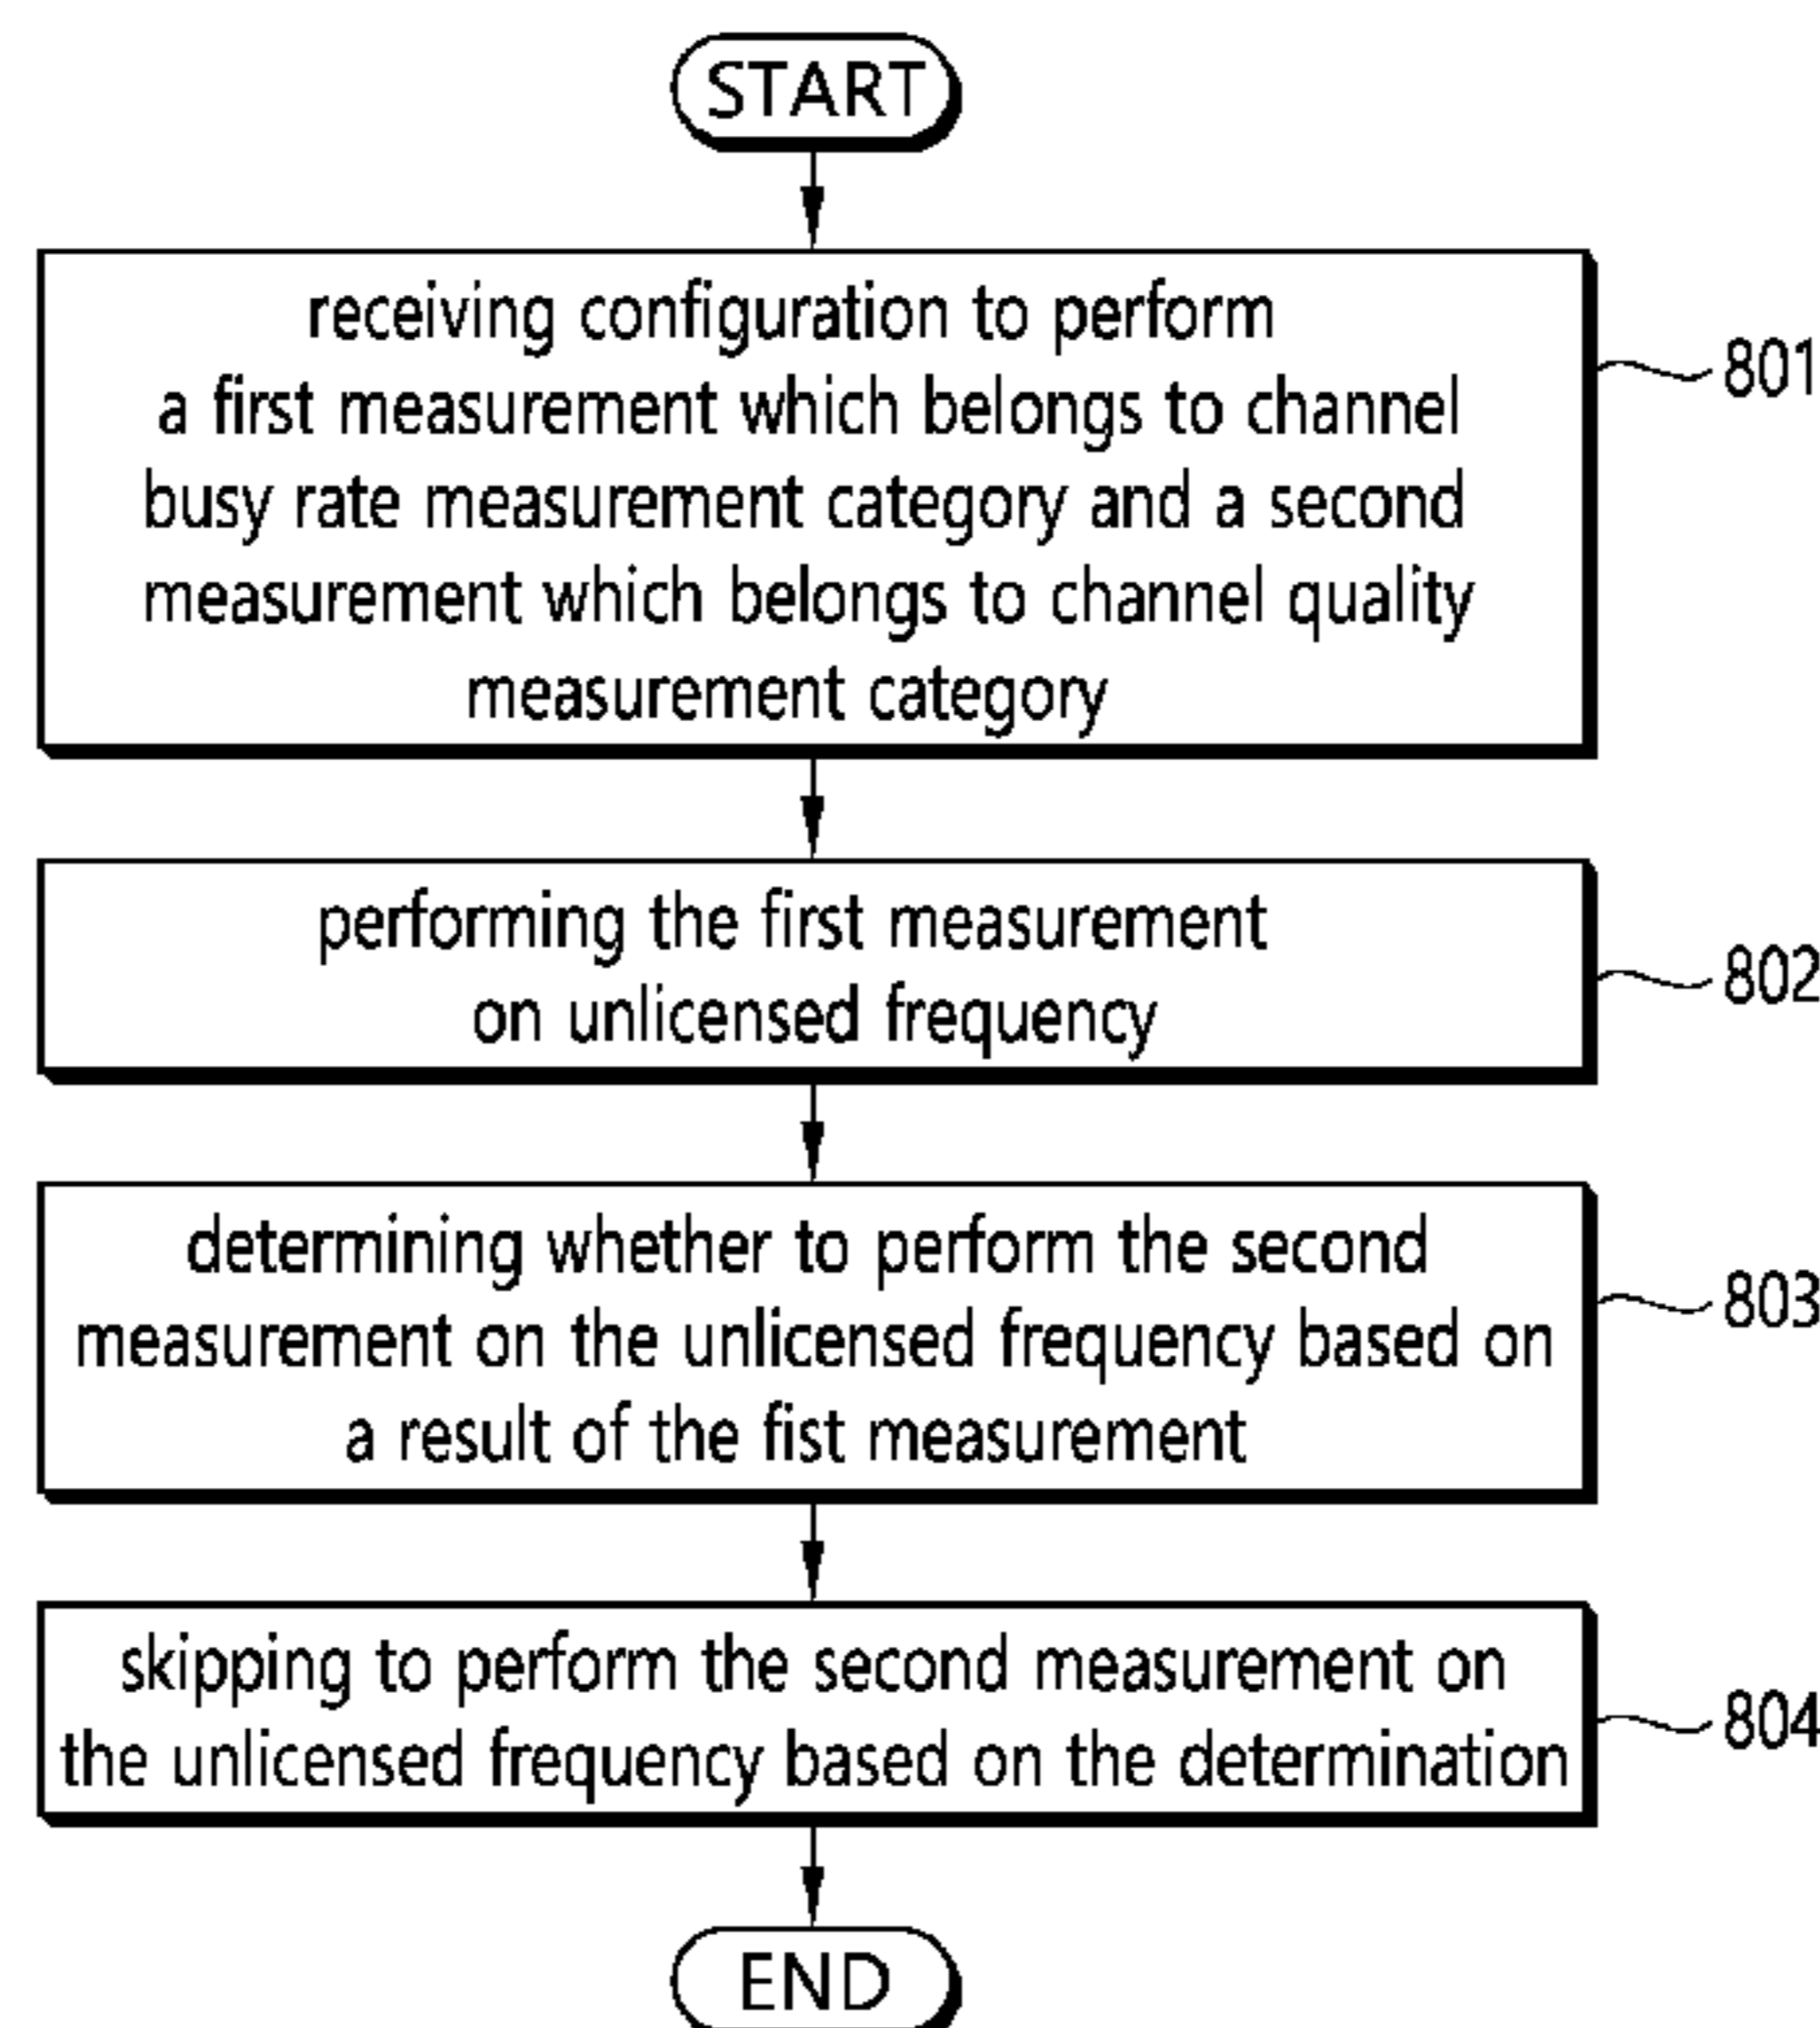 START
receiving configuration to perform
a first measurement which belongs to channel
busy rate measurement category and a second
measurement which belongs to channel quality
measurement category
801
performing the first measurement
on unlicensed frequency
802
determining whether to perform the second
measurement on the unlicensed frequency based on
a result of the fist measurement
803
skipping to perform the second measurement on
the unlicensed frequency based on the determination
804
END